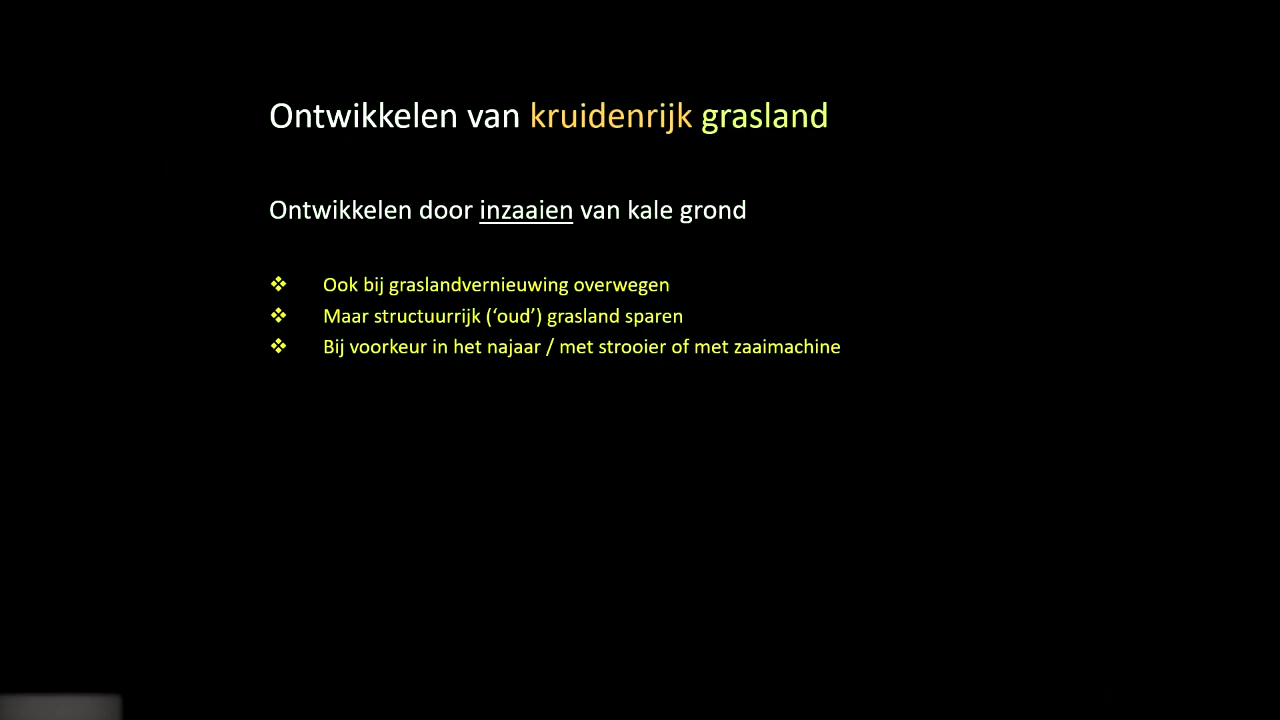 Ontwikkelen van kruidenrijk grasland
Ontwikkelen door inzaaien van kale grond
❖ Ook bij graslandvernieuwing overwegen
❖ Maar structuurrijk (‘oud’) grasland sparen
❖ Bij voorkeur in het najaar / met strooier of met zaaimachine